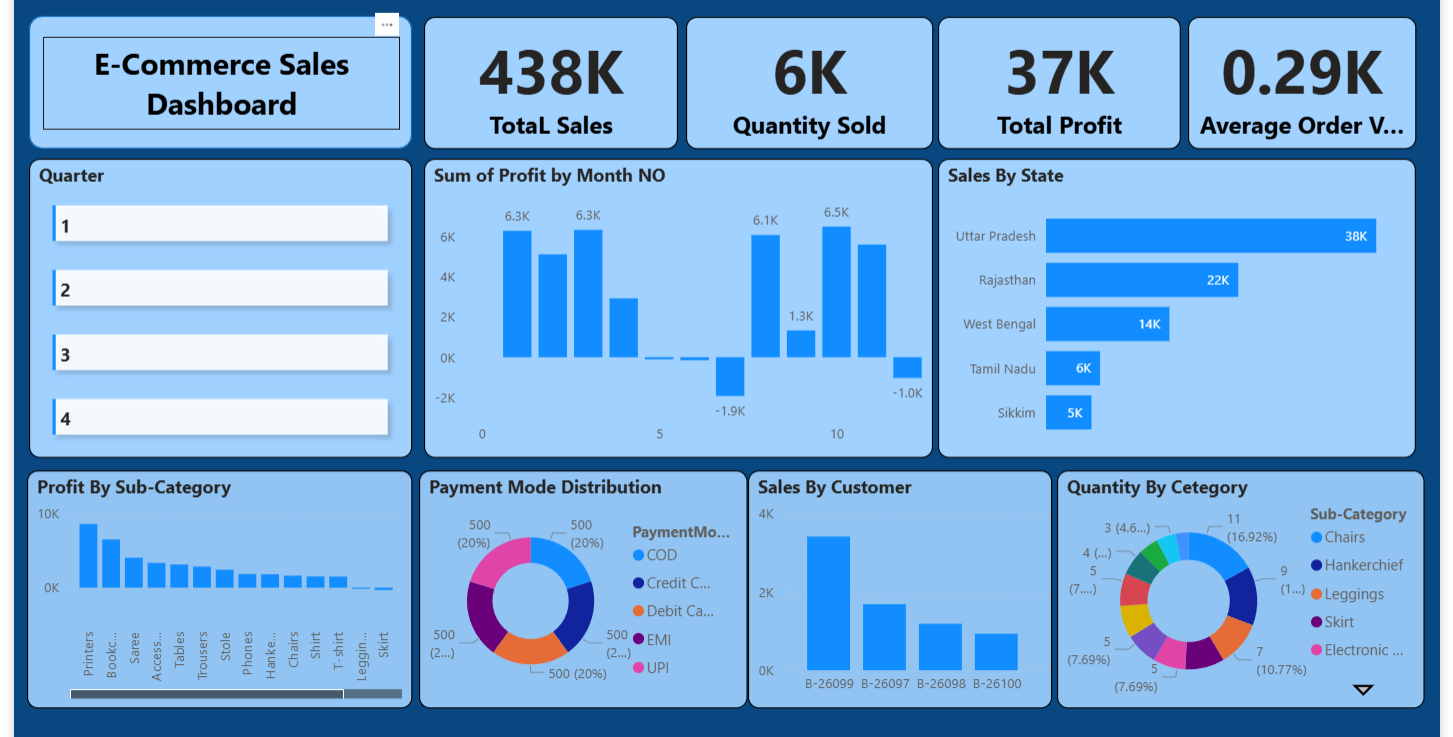 E-Commerce Sales
Dashboard
438K
TotaL Sales
6K
Quantity Sold
37K
Total Profit
0.29K
Average Order V...
Quarter
1
2
3
4
Sum of Profit by Month NO
6K
4K
2K
0K
-2K
6.3K
6.3K
-1.9K
6.1K
1.3K
6.5K
-1.0K
0
5
10
Sales By State
Uttar Pradesh
38K
Rajasthan
22K
West Bengal
14K
Tamil Nadu
6K
Sikkim
5K
Profit By Sub-Category
10K
0K
Printers
Bookc...
Saree
Access...
Tables
Trousers
Stole
Phones
Hanke...
Chairs
Shirt
T-shirt
Leggin...
Skirt
Payment Mode Distribution
500
(20%)
500
(20%)
500
(2...)
500
(2...)
500 (20%)
PaymentMo...
COD
Credit C...
Debit Ca...
EMI
UPI
Sales By Customer
4K
2K
0K
B-26099
B-26097
B-26098
B-26100
Quantity By Cetegory
3 (4.6...)
11
(16.92%)
4 (...)
5
(7....)
9
(1...)
5
(7.69%)
5
(7.69%)
7
(10.77%)
Sub-Category
Chairs
Hankerchief
Leggings
Skirt
Electronic ...